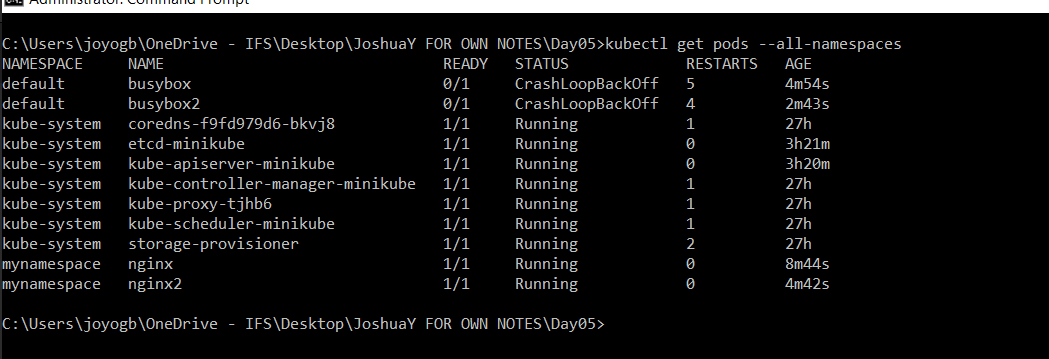 Administrator: Command Prompt
C:\Users\joyogb\OneDrive - IFS\Desktop\JoshuaY FOR OWN NOTES\Day05>kubectl get pods --all-namespaces
NAMESPACE NAME READY STATUS RESTARTS AGE
default busybox 0/1 CrashLoopBackOff 5 4m54s
default busybox2 0/1 CrashLoopBackOff 4 2m43s
kube-system coredns-f9fd979d6-bkvj8 1/1 Running 1 27h
kube-system etcd-minikube 1/1 Running 0 3h21m
kube-system kube-apiserver-minikube 1/1 Running 0 3h20m
kube-system kube-controller-manager-minikube 1/1 Running 1 27h
kube-system kube-proxy-tjhb6 1/1 Running 1 27h
kube-system kube-scheduler-minikube 1/1 Running 1 27h
kube-system storage-provisioner 1/1 Running 2 27h
mynamespace nginx 1/1 Running 0 8m44s
mynamespace nginx2 1/1 Running 0 4m42s
C:\Users\joyogb\OneDrive - IFS\Desktop\JoshuaY FOR OWN NOTES\Day05>